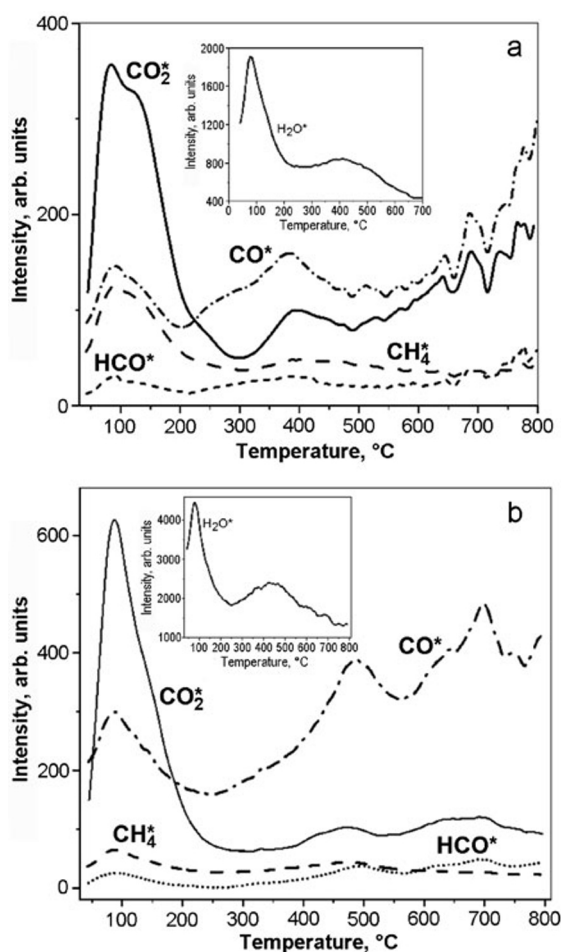 a
400
200
0
Intensity, arb. units
CO₂*
2000
1600
1200
800
400
Intensity, arb. units
H₂O*
0 100 200 300 400 500 600 700
Temperature, °C
CO*
HCO*
CH₄*
100 200 300 400 500 600 700 800
Temperature, °C
b
600
400
200
0
Intensity, arb. units
4000
3000
2000
1000
Intensity, arb. units
H₂O*
100 200 300 400 500 600 700 800
Temperature, °C
CO*
CO₂*
CH₄*
HCO*
100 200 300 400 500 600 700 800
Temperature, °C